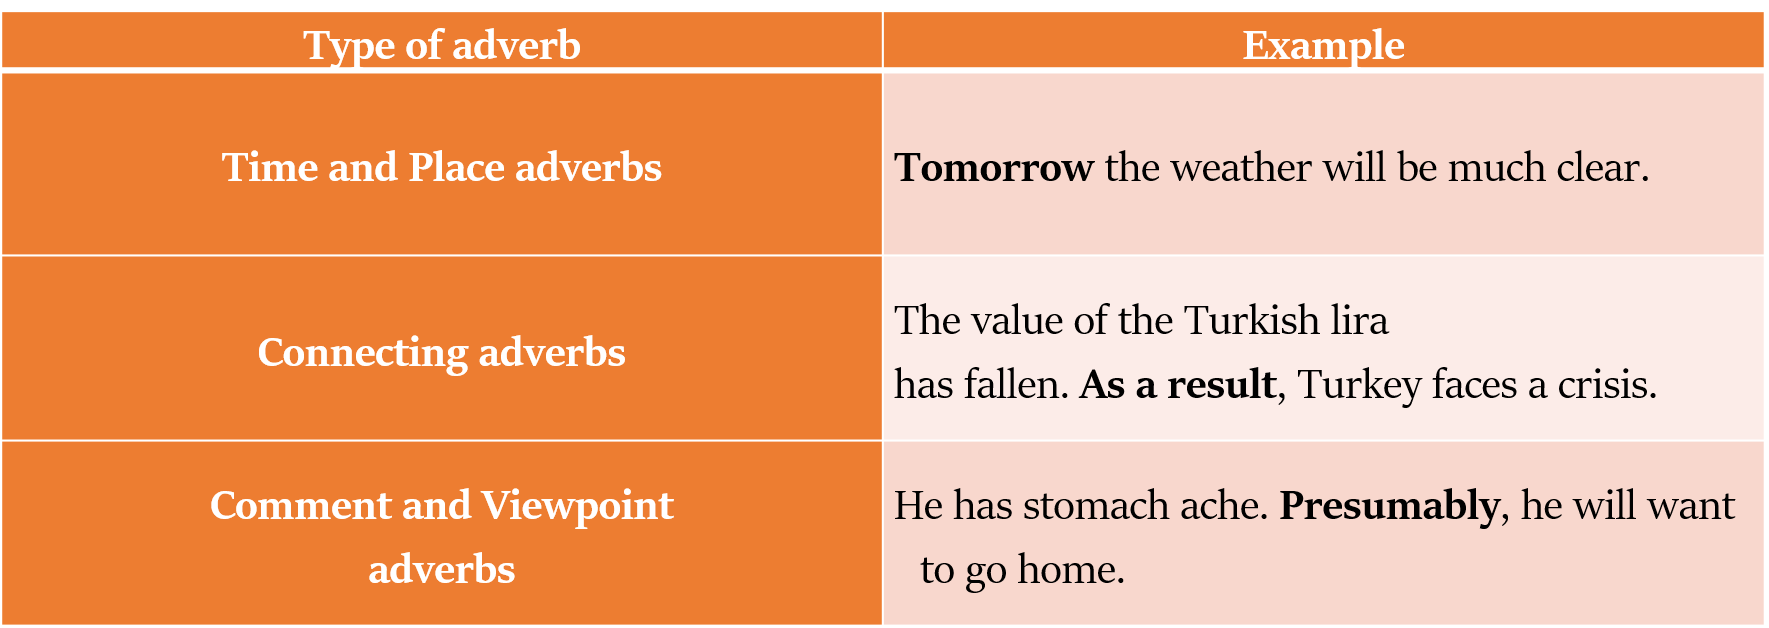 Type of adverb
Example
Time and Place adverbs
Tomorrow the weather will be much clear.
Connecting adverbs
The value of the Turkish lira
has fallen. As a result, Turkey faces a crisis.
Comment and Viewpoint
adverbs
He has stomach ache. Presumably, he will want
to go home.